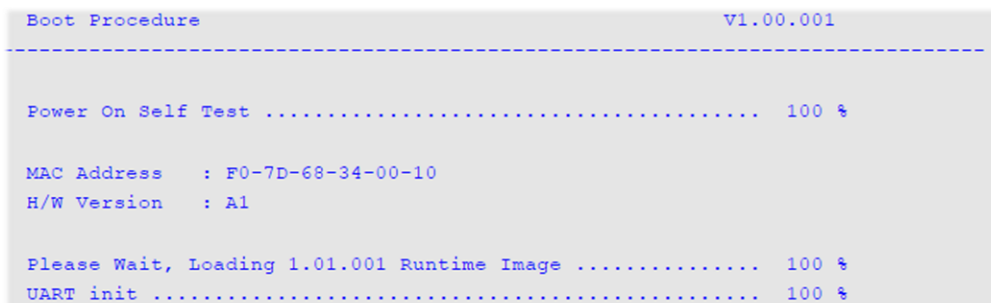 Boot Procedure V1.00.001
-------------------------------------------------------------------------------
Power On Self Test ........................................ 100 %
MAC Address : F0-7D-68-34-00-10
H/W Version : A1
Please Wait, Loading 1.01.001 Runtime Image ............... 100 %
UART init ................................................. 100 %